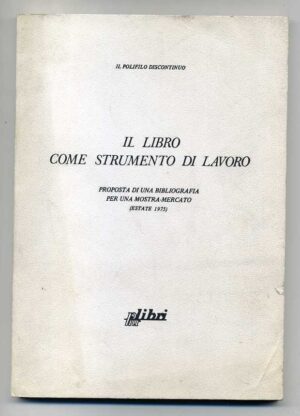 IL POLIFILO DISCONTINUO
IL LIBRO
COME STRUMENTO DI LAVORO
PROPOSTA DI UNA BIBLIOGRAFIA
PER UNA MOSTRA-MERCATO
(ESTATE 1975)
libri